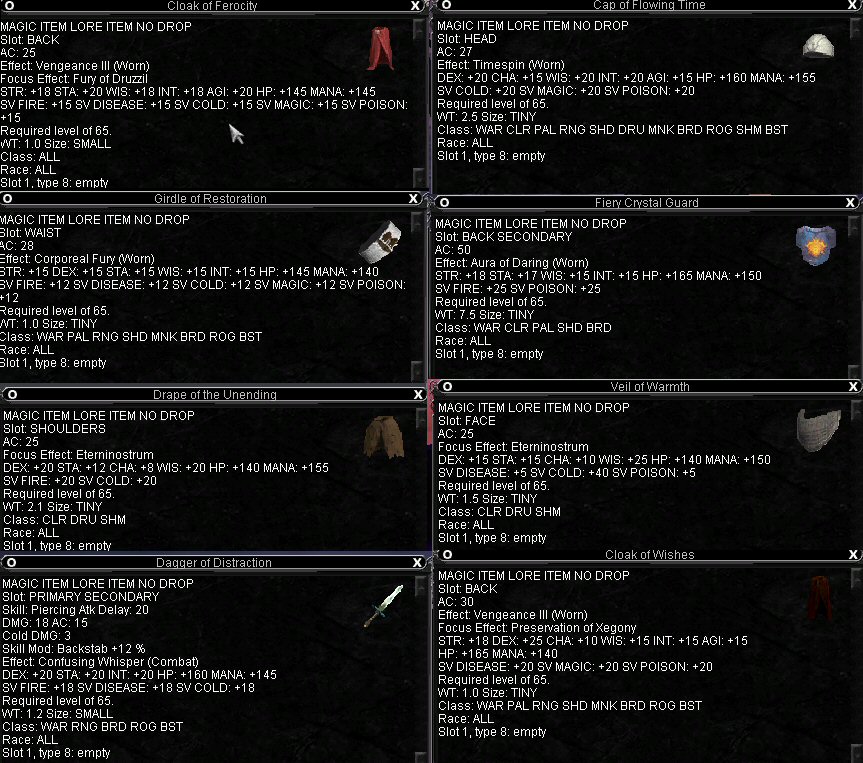 Cloak of Ferocity
MAGIC ITEM LORE ITEM NO DROP
Slot: BACK
AC: 25
Effect: Vengeance III (Worn)
Focus Effect: Fury of Druzzil
STR: +18 STA: +20 WIS: +18 INT: +18 AGI: +20 HP: +145 MANA: +145
SV FIRE: +15 SV DISEASE: +15 SV COLD: +15 SV MAGIC: +15 SV POISON:
+15
Required level of 65.
WT: 1.0 Size: SMALL
Class: ALL
Race: ALL
Slot 1, type 8: empty
Cap of Flowing Time
MAGIC ITEM LORE ITEM NO DROP
Slot: HEAD
AC: 27
Effect: Timespin (Worn)
DEX: +20 CHA: +15 WIS: +20 INT: +20 AGI: +15 HP: +160 MANA: +155
SV COLD: +20 SV MAGIC: +20 SV POISON: +20
Required level of 65.
WT: 2.5 Size: TINY
Class: WAR CLR PAL RNG SHD DRU MNK BRD ROG SHM BST
Race: ALL
Slot 1, type 8: empty
Girdle of Restoration
MAGIC ITEM LORE ITEM NO DROP
Slot: WAIST
AC: 28
Effect: Corporeal Fury (Worn)
STR: +15 DEX: +15 STA: +15 WIS: +15 INT: +15 HP: +145 MANA: +140
SV FIRE: +12 SV DISEASE: +12 SV COLD: +12 SV MAGIC: +12 SV POISON:
+12
Required level of 65.
WT: 1.0 Size: TINY
Class: WAR PAL RNG SHD MNK BRD ROG BST
Race: ALL
Slot 1, type 8: empty
Fiery Crystal Guard
MAGIC ITEM LORE ITEM NO DROP
Slot: BACK SECONDARY
AC: 50
Effect: Aura of Daring (Worn)
STR: +18 STA: +17 WIS: +15 INT: +15 HP: +165 MANA: +150
SV FIRE: +25 SV POISON: +25
Required level of 65.
WT: 7.5 Size: TINY
Class: WAR CLR PAL SHD BRD
Race: ALL
Slot 1, type 8: empty
Drape of the Unending
MAGIC ITEM LORE ITEM NO DROP
Slot: SHOULDERS
AC: 25
Focus Effect: Eterninostrum
DEX: +20 STA: +12 CHA: +8 WIS: +20 HP: +140 MANA: +155
SV FIRE: +20 SV COLD: +20
Required level of 65.
WT: 2.1 Size: TINY
Class: CLR DRU SHM
Race: ALL
Slot 1, type 8: empty
Veil of Warmth
MAGIC ITEM LORE ITEM NO DROP
Slot: FACE
AC: 25
Focus Effect: Eterninostrum
DEX: +15 STA: +15 CHA: +10 WIS: +25 HP: +140 MANA: +150
SV DISEASE: +5 SV COLD: +40 SV POISON: +5
Required level of 65.
WT: 1.5 Size: TINY
Class: CLR DRU SHM
Race: ALL
Slot 1, type 8: empty
Dagger of Distraction
MAGIC ITEM LORE ITEM NO DROP
Slot: PRIMARY SECONDARY
Skill: Piercing Atk Delay: 20
DMG: 18 AC: 15
Cold DMG: 3
Skill Mod: Backstab +12 %
Effect: Confusing Whisper (Combat)
DEX: +20 STA: +20 INT: +20 HP: +160 MANA: +145
SV FIRE: +18 SV DISEASE: +18 SV COLD: +18
Required level of 65.
WT: 1.2 Size: SMALL
Class: WAR RNG BRD ROG BST
Race: ALL
Slot 1, type 8: empty
Cloak of Wishes
MAGIC ITEM LORE ITEM NO DROP
Slot: BACK
AC: 30
Effect: Vengeance III (Worn)
Focus Effect: Preservation of Xegony
STR: +18 DEX: +25 CHA: +10 WIS: +15 INT: +15 AGI: +15
HP: +165 MANA: +140
SV DISEASE: +20 SV MAGIC: +20 SV POISON: +20
Required level of 65.
WT: 1.0 Size: TINY
Class: WAR PAL RNG SHD MNK BRD ROG BST
Race: ALL
Slot 1, type 8: empty